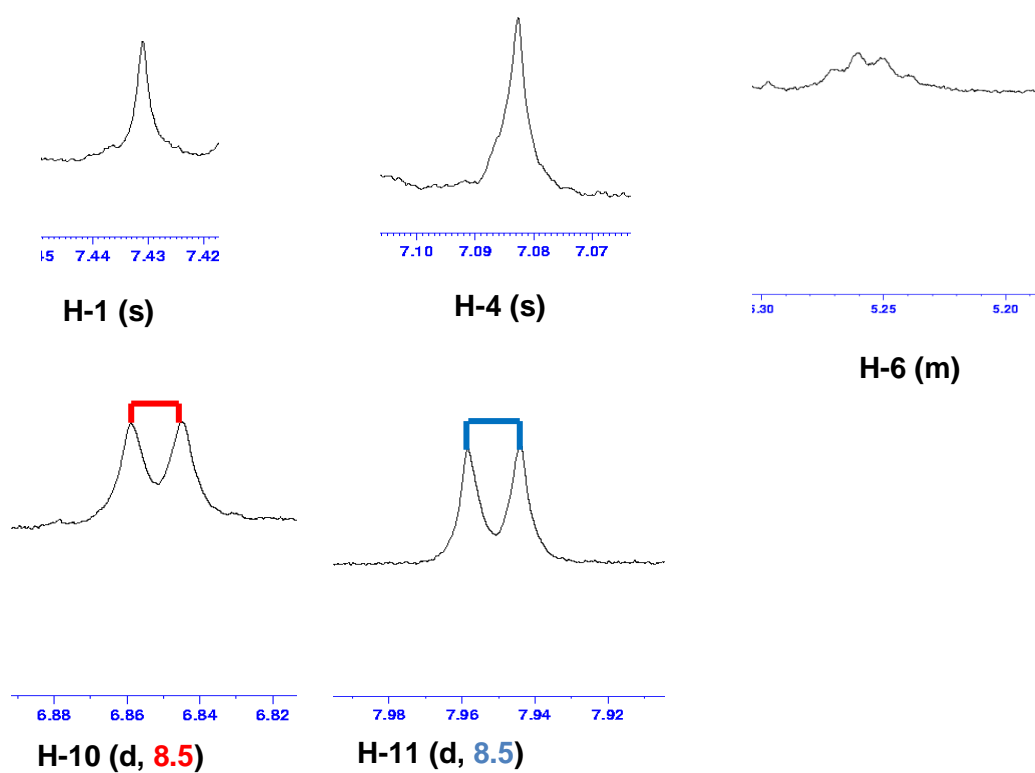 :5 7.44 7.43 7.42
7.10 7.09 7.08 7.07
5.30 5.25 5.20
H-1 (s)
H-4 (s)
H-6 (m)
6.88 6.86 6.84 6.82
7.98 7.96 7.94 7.92
H-10 (d, 8.5)
H-11 (d, 8.5)